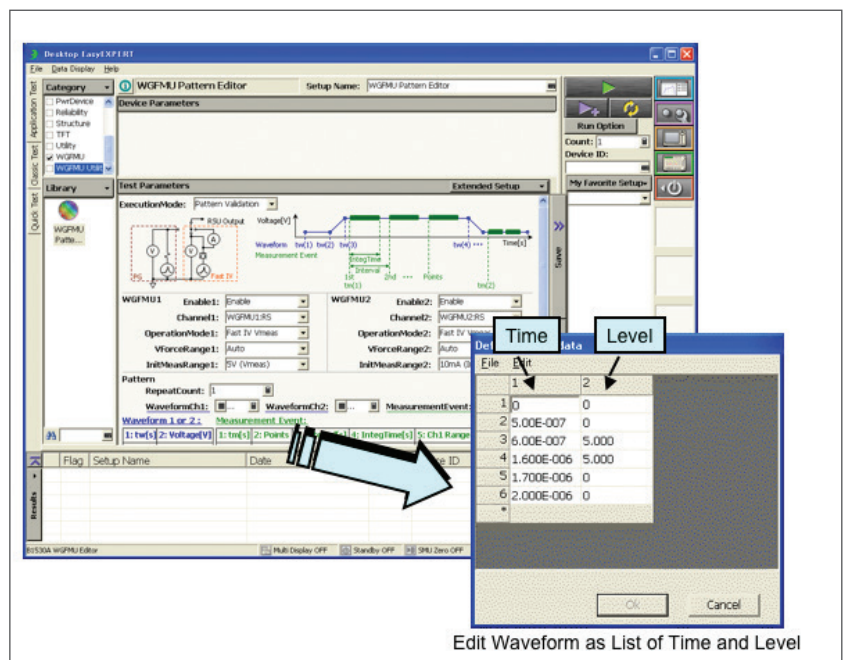 Desktop EasyEXPERT
File Data Display Help
Category
PwrDevice
Reliability
Structure
TFT
Utility
WGFMU
WGFMU Utility
Library
WGFMU
Patte...
Application Test
Classic Test
Quick Test
WGFMU Pattern Editor
Setup Name: WGFMU Pattern Editor
Device Parameters
Test Parameters
Extended Setup
ExecutionMode: Pattern Validation
RSU Output
Voltage[V]
Waveform tw(1) tw(2) tw(3) tw(4) ••• Time[s]
Measurement Event
IntegTime
Interval
1st 2nd ••• Points
tm(1) tm(2)
PG
Fast IV
V
A
V
WGFMU1 Enable1: Enable
Channel1: WGFMU1:RS
OperationMode1: Fast IV Vmeas
VForceRange1: Auto
InitMeasRange1: 5V (Vmeas)
WGFMU2 Enable2: Enable
Channel2: WGFMU2:RS
OperationMode2: Fast IV
VForceRange2: Auto
InitMeasRange2: 10mA
Pattern
RepeatCount: 1
WaveformCh1: ... WaveformCh2: ... MeasurementEvent:
Waveform 1 or 2 : Measurement Event:
1: tw[s] 2: Voltage[V] 1: tm[s] 2: Points 4: IntegTime[s] 5: Ch1 Range
Run Option
Count: 1
Device ID:
My Favorite Setup
Save
Flag Setup Name Date ID
Results
B1530A WGFMU Editor
Multi Display OFF Standby OFF SMU Zero OFF
Time
Level
File Edit
1 2
1 0 0
2 5.00E-007 0
3 6.00E-007 5.000
4 1.600E-006 5.000
5 1.700E-006 0
6 2.000E-006 0
*
Ok Cancel
Edit Waveform as List of Time and Level